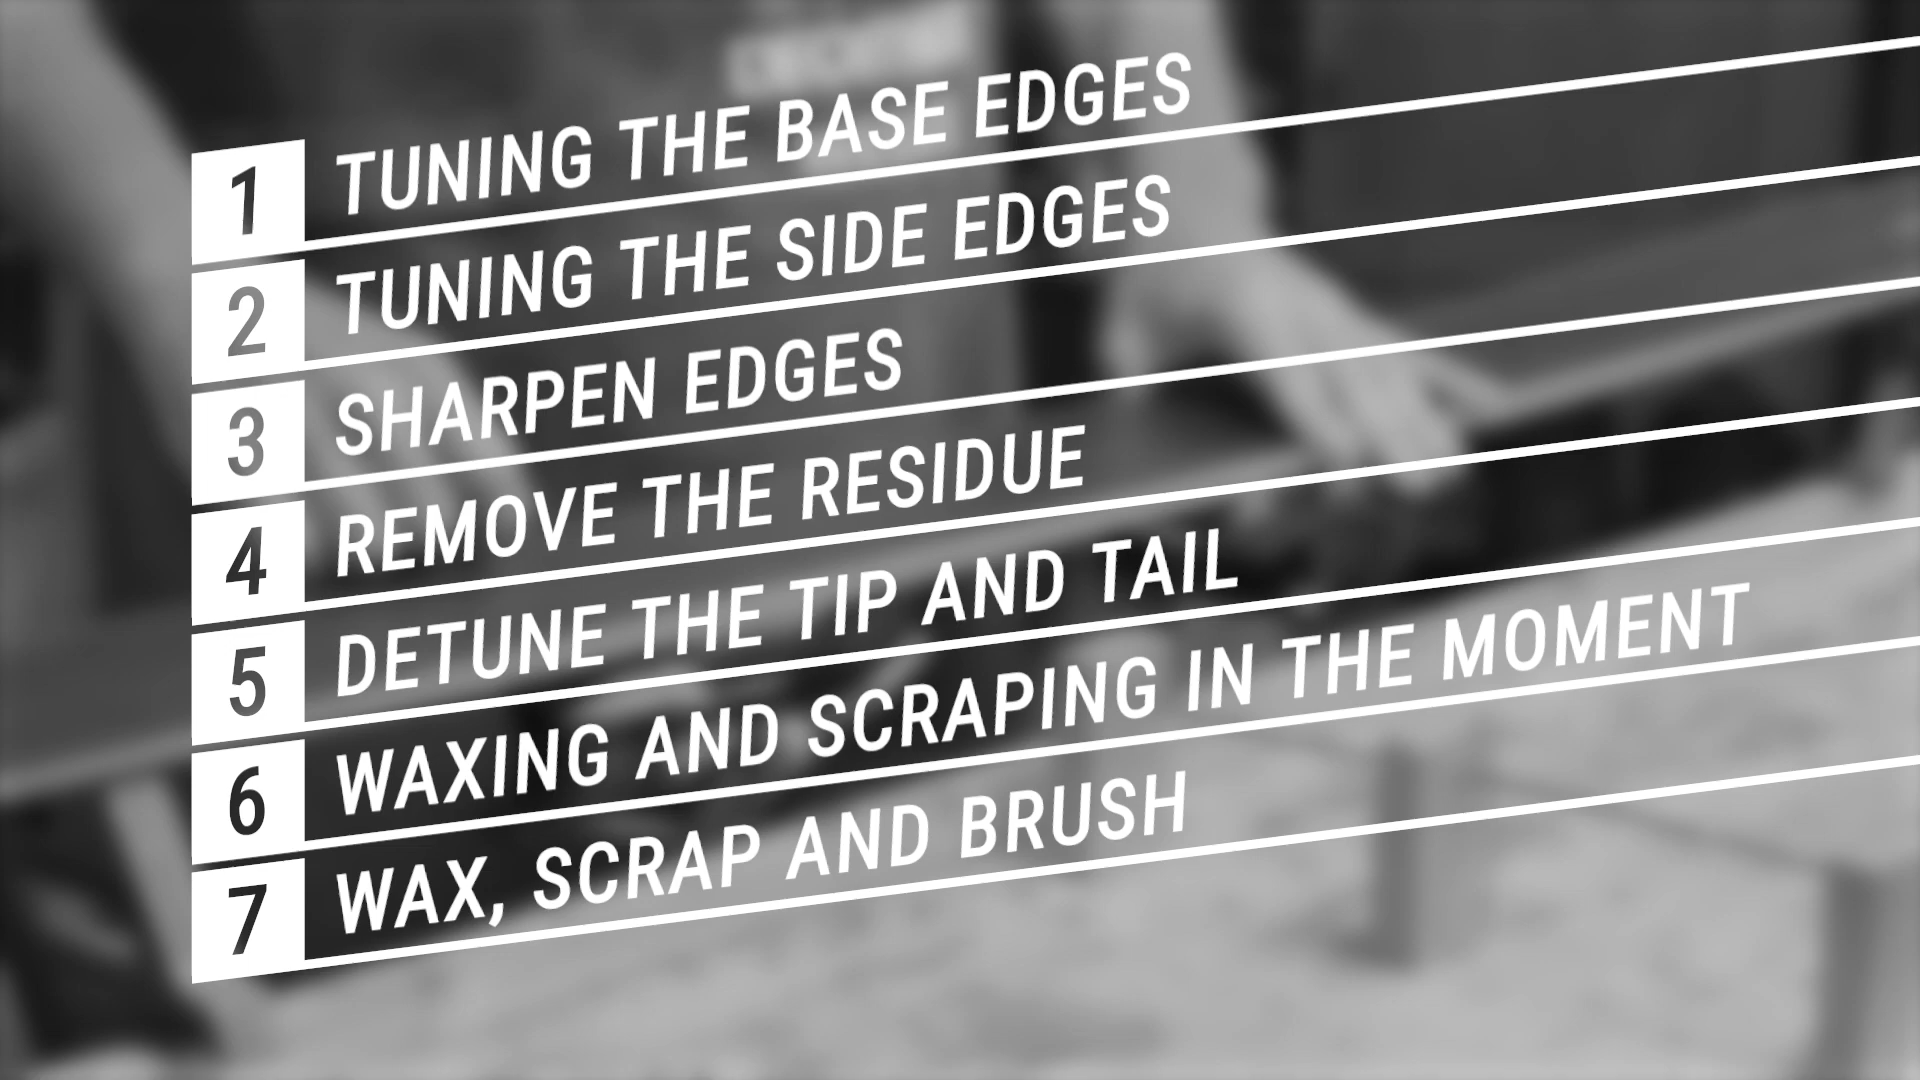 1 TUNING THE BASE EDGES
2 TUNING THE SIDE EDGES
3 SHARPEN EDGES
4 REMOVE THE RESIDUE
5 DETUNE THE TIP AND TAIL
6 WAXING AND SCRAPING IN THE MOMENT
7 WAX, SCRAP AND BRUSH